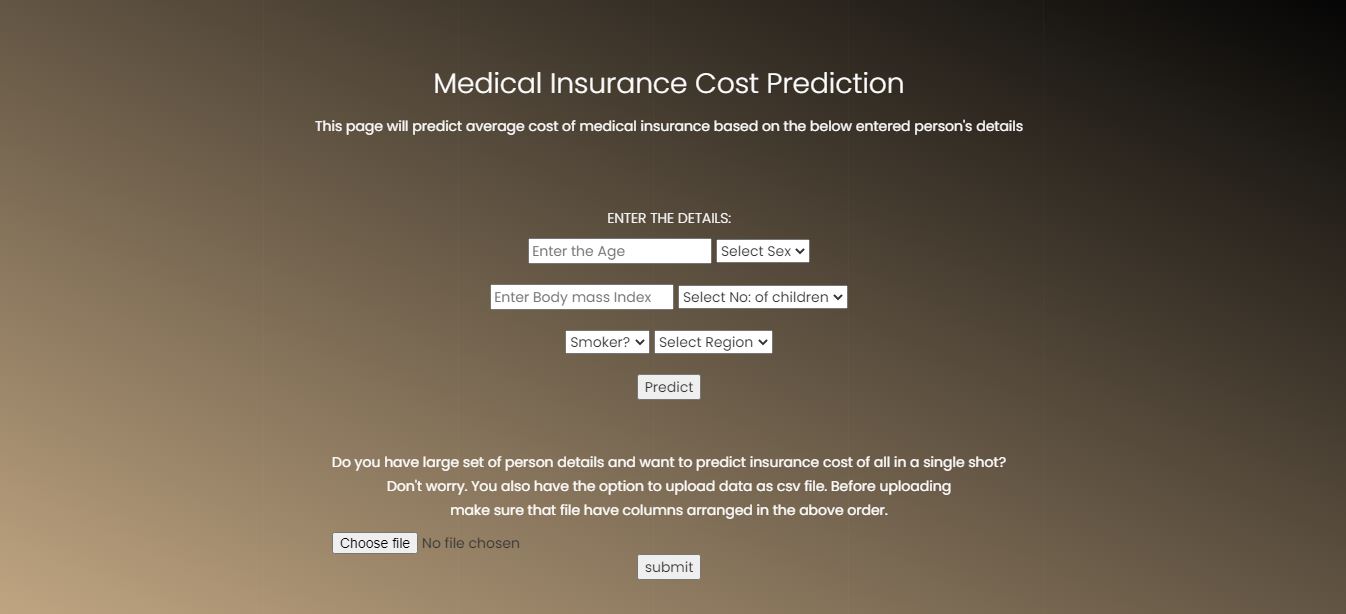 Medical Insurance Cost Prediction
This page will predict average cost of medical insurance based on the below entered person's details
ENTER THE DETAILS:
Enter the Age Select Sex
Enter Body mass Index Select No: of children
Smoker? Select Region
Predict
Do you have large set of person details and want to predict insurance cost of all in a single shot?
Don't worry. You also have the option to upload data as csv file. Before uploading
make sure that file have columns arranged in the above order.
Choose file No file chosen
submit